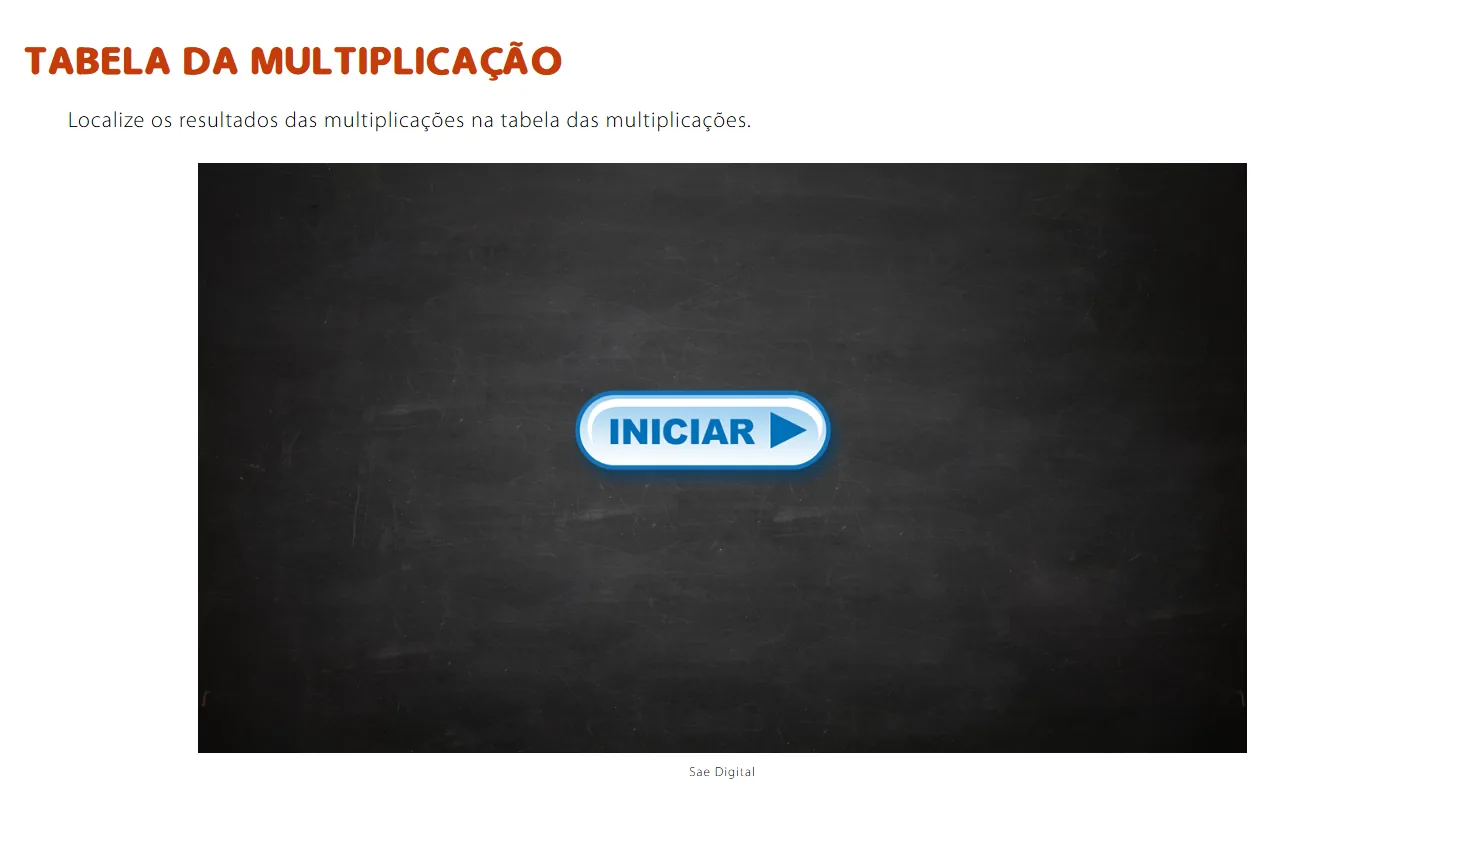 TABELA DA MULTIPLICAÇÃO
Localize os resultados das multiplicações na tabela das multiplicações.
INICIAR
Sae Digital